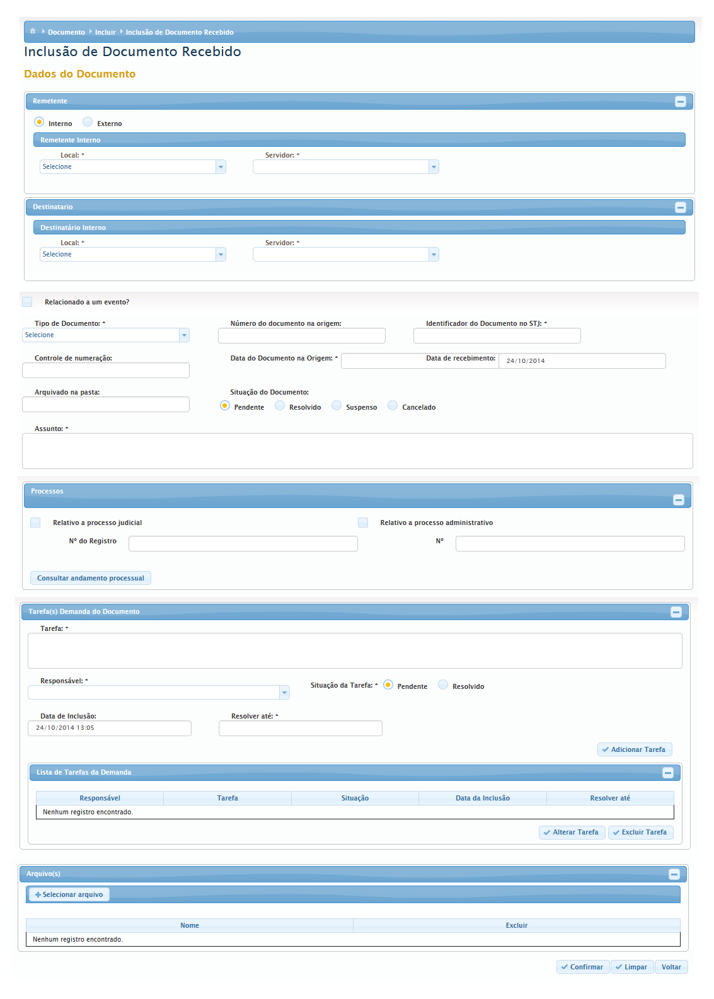 Documento Incluir Inclusão de Documento Recebido
Inclusão de Documento Recebido
Dados do Documento
Remetente
Interno Externo
Remetente Interno
Local: * Servidor: *
Selecione
Destinatario
Destinatário Interno
Local: * Servidor: *
Selecione
Relacionado a um evento?
Tipo de Documento: * Número do documento na origem: Identificador do Documento no STJ: *
Selecione
Controle de numeração: Data do Documento na Origem: * Data de recebimento: 24/10/2014
Arquivado na pasta: Situação do Documento:
Pendente Resolvido Suspenso Cancelado
Assunto: *
Processos
Relativo a processo judicial Relativo a processo administrativo
Nº do Registro Nº
Consultar andamento processual
Tarefa(s) Demanda do Documento
Tarefa: *
Responsável: * Situação da Tarefa: * Pendente Resolvido
Data de Inclusão: Resolver até: *
24/10/2014 13:05
Adicionar Tarefa
Lista de Tarefas da Demanda
Responsável Tarefa Situação Data da Inclusão Resolver até
Nenhum registro encontrado.
Alterar Tarefa Excluir Tarefa
Arquivo(s)
Selecionar arquivo
Nome Excluir
Nenhum registro encontrado.
Confirmar Limpar Voltar